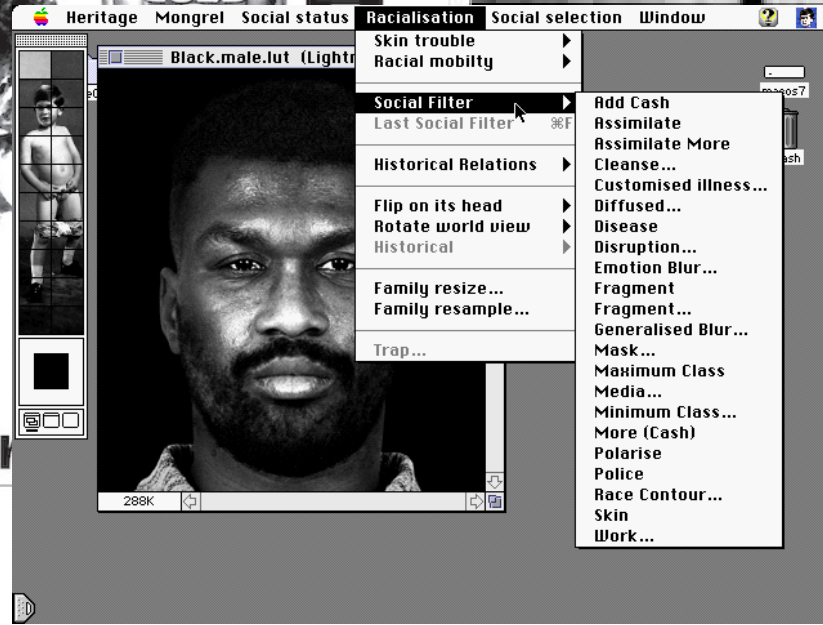 Heritage Mongrel Social status Racialisation Social selection Window
Black.male.lut (Lightr
Skin trouble
Racial mobilty
Social Filter
Last Social Filter ⌘F
Historical Relations
Flip on its head
Rotate world view
Historical
Family resize...
Family resample...
Trap...
Add Cash
Assimilate
Assimilate More
Cleanse...
Customised illness...
Diffused...
Disease
Disruption...
Emotion Blur...
Fragment
Fragment...
Generalised Blur...
Mask...
Maximum Class
Media...
Minimum Class...
More (Cash)
Polarise
Police
Race Contour...
Skin
Work...
288K
macos7
ash